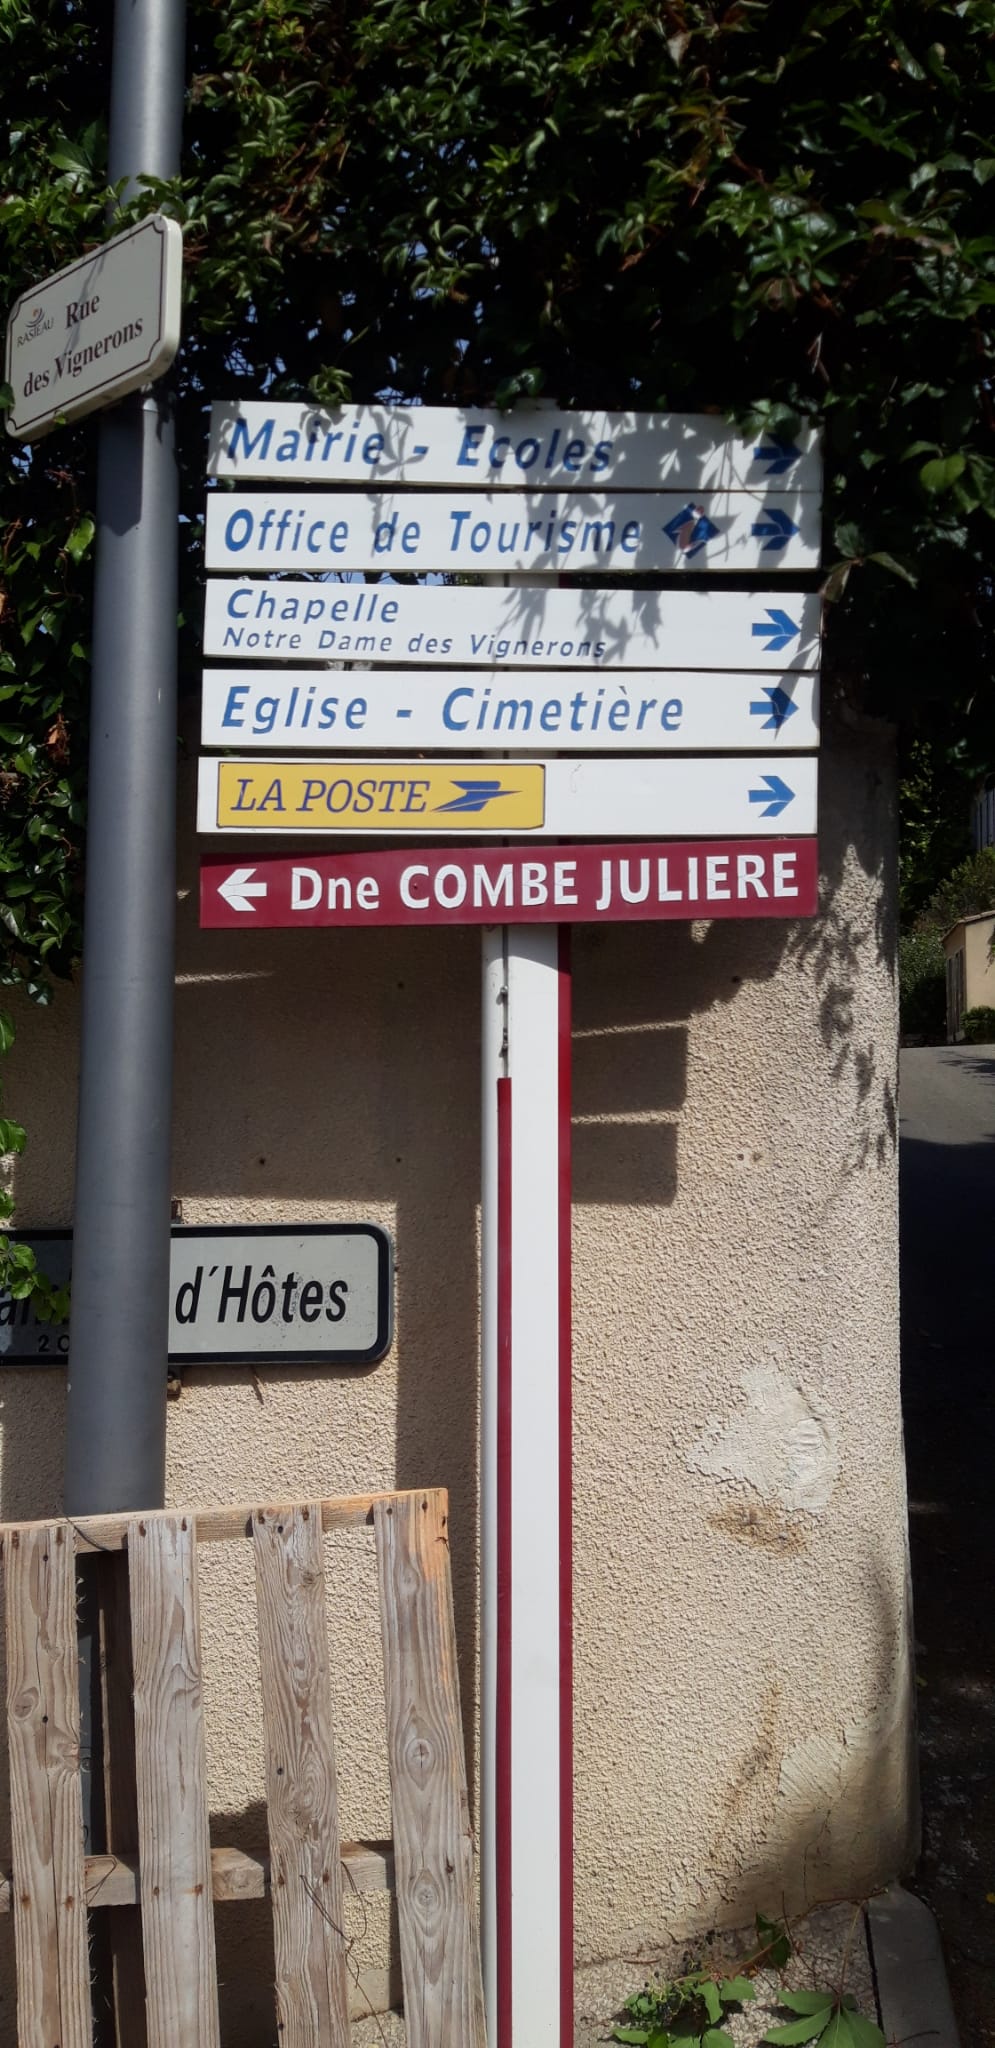 RASTEAU
Rue
des Vignerons
Mairie - Ecoles
Office de Tourisme
Chapelle
Notre Dame des Vignerons
Eglise - Cimetière
LA POSTE
Dne COMBE JULIERE
d'Hôtes